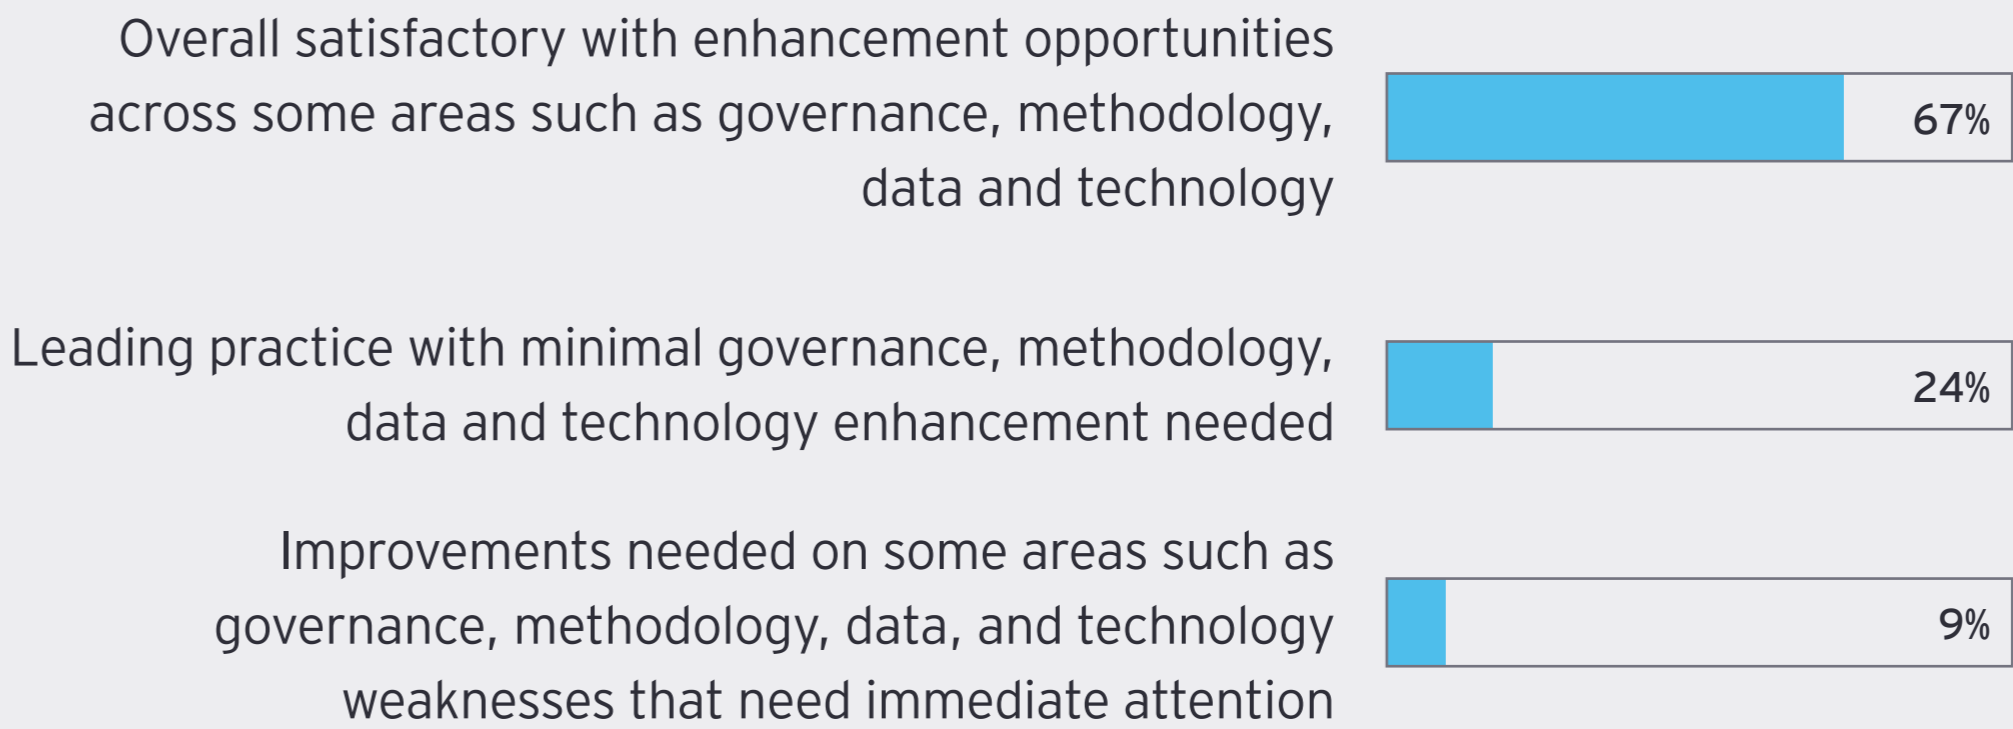 Overall satisfactory with enhancement opportunities
across some areas such as governance, methodology,
data and technology
67%
Leading practice with minimal governance, methodology,
data and technology enhancement needed
24%
Improvements needed on some areas such as
governance, methodology, data, and technology
weaknesses that need immediate attention
9%